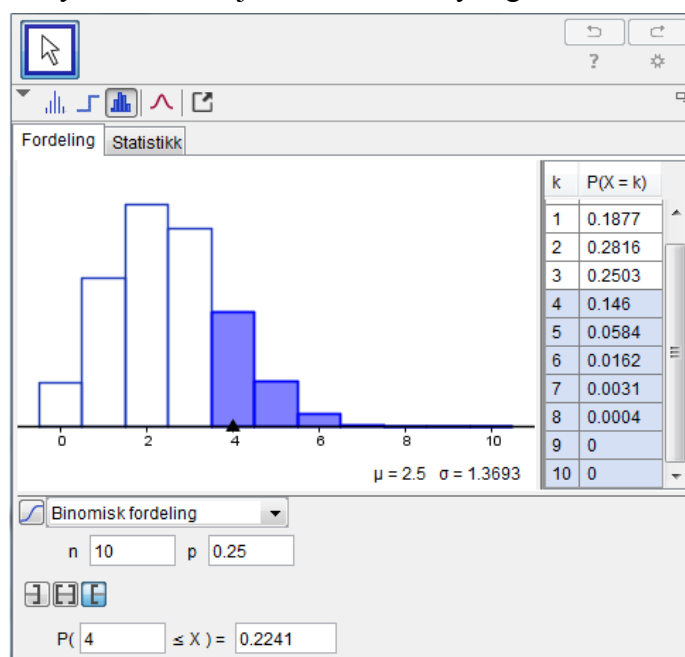 ?
Fordeling Statistikk
k P(X = k)
1 0.1877
2 0.2816
3 0.2503
4 0.146
5 0.0584
6 0.0162
7 0.0031
8 0.0004
9 0
10 0
0 2 4 6 8 10
μ = 2.5 σ = 1.3693
Binomisk fordeling
n 10 p 0.25
P( 4 ≤ X ) = 0.2241